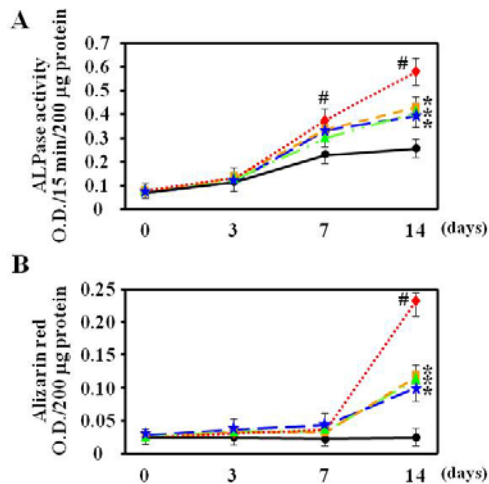 A
ALPase activity
O.D./15 min/200 µg protein
0.7
0.6
0.5
0.4
0.3
0.2
0.1
0
#
#
*
*
*
0 3 7 14 (days)
B
Alizarin red
O.D./200 µg protein
0.25
0.20
0.15
0.10
0.05
0
#
*
*
*
0 3 7 14 (days)